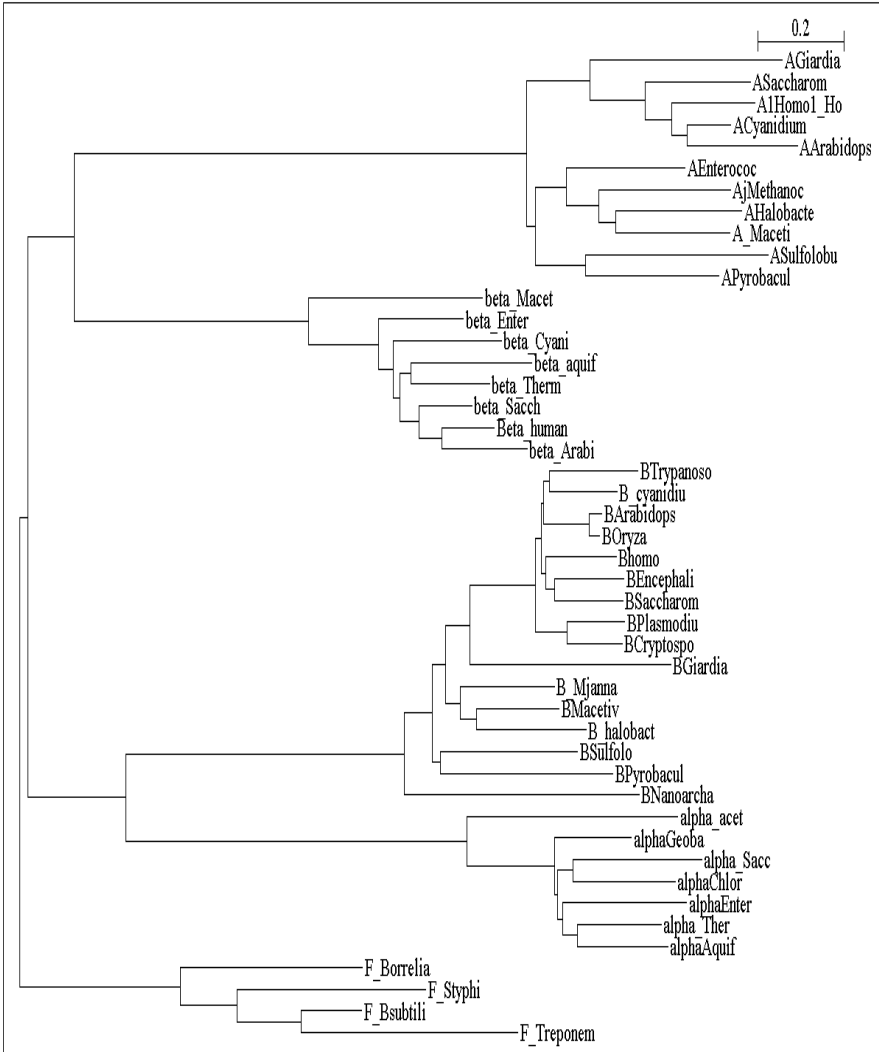 0.2
AGiardia
ASaccharom
A1Homo1_Ho
ACyanidium
AArabidops
AEnterococ
AjMethanoc
AHalobacte
A_Maceti
ASulfolobu
APyrobacul
beta_Macet
beta_Enter
beta_Cyani
beta_aquif
beta_Therm
beta_Sacch
Beta_human
beta_Arabi
BTrypanoso
B_cyanidiu
BArabidops
BOryza
Bhomo
BEncephali
BSaccharom
BPlasmodiu
BCryptospo
BGiardia
B_Mjanna
BMacetiv
B_halobact
BSulfolo
BPyrobacul
BNanoarcha
alpha_acet
alphaGeoba
alpha_Sacc
alphaChlor
alphaEnter
alpha_Ther
alphaAquif
F_Borrelia
F_Styphi
F_Bsubtili
F_Treponem